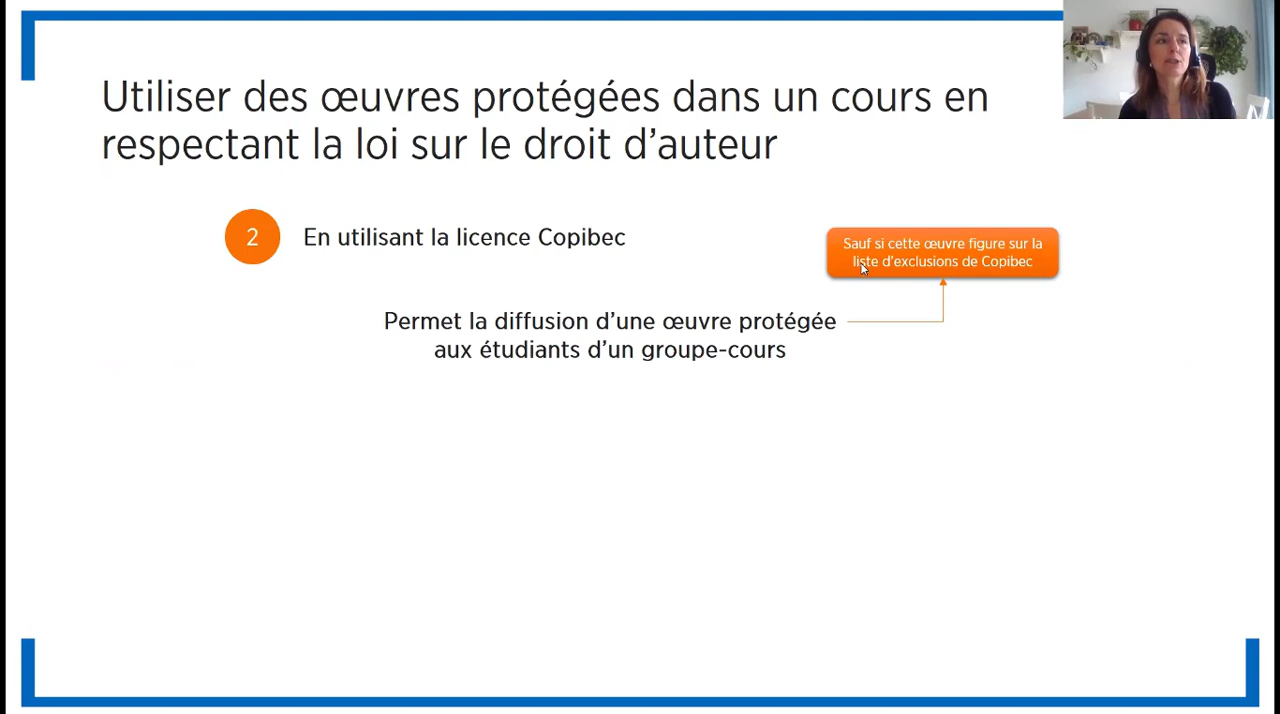 Utiliser des œuvres protégées dans un cours en
respectant la loi sur le droit d’auteur
2 En utilisant la licence Copibec
Sauf si cette œuvre figure sur la
liste d’exclusions de Copibec
Permet la diffusion d’une œuvre protégée
aux étudiants d’un groupe-cours